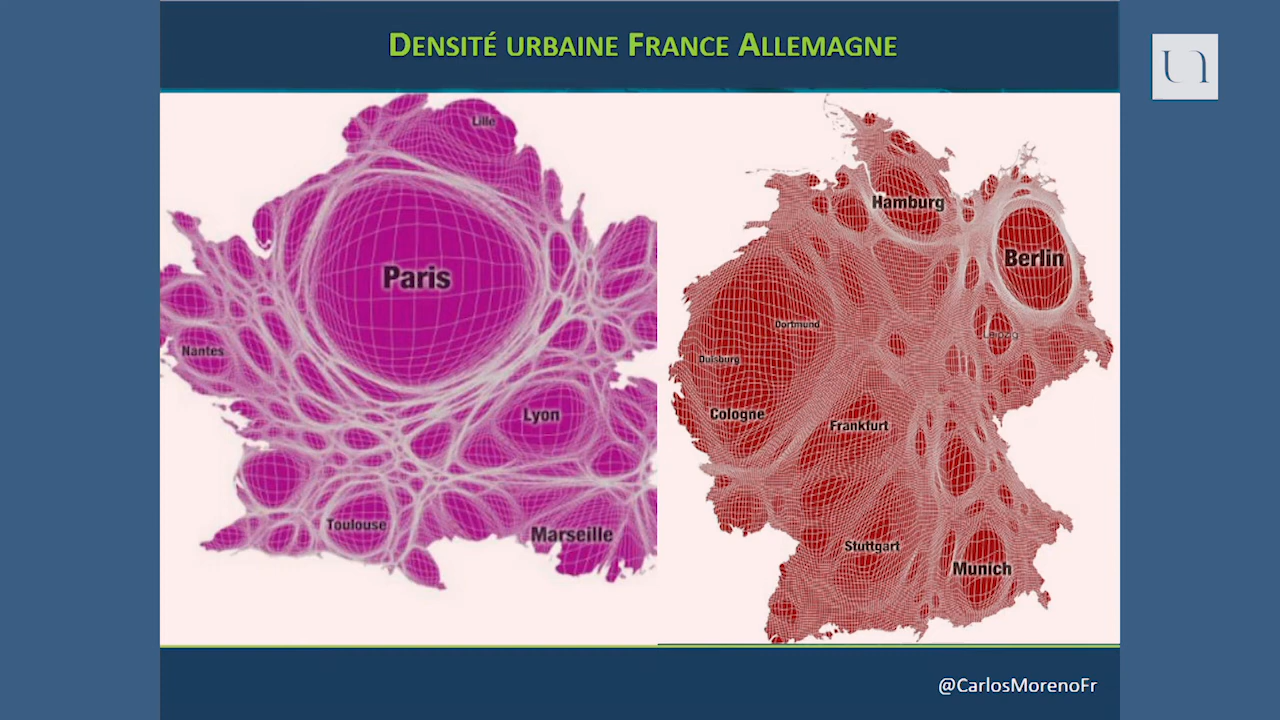 DENSITÉ URBAINE FRANCE ALLEMAGNE
Lille
Paris
Nantes
Lyon
Toulouse
Marseille
Hamburg
Berlin
Dortmund
Leipzig
Duisburg
Cologne
Frankfurt
Stuttgart
Munich
@CarlosMorenoFr